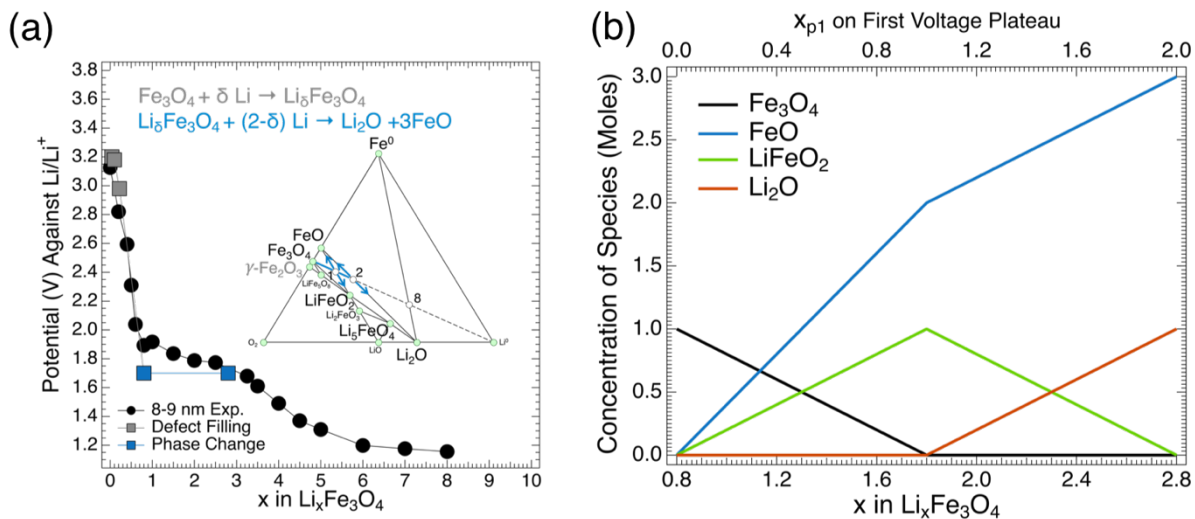 (a)
Potential (V) Against Li/Li⁺
3.8
3.6
3.4
3.2
3.0
2.8
2.6
2.4
2.2
2.0
1.8
1.6
1.4
1.2
Fe₃O₄ + δ Li → Li_δFe₃O₄
Li_δFe₃O₄ + (2-δ) Li → Li₂O +3FeO
Fe⁰
FeO
Fe₃O₄
γ-Fe₂O₃
1
2
LiFe₅O₈
LiFeO₂
8
Li₂FeO₃
Li₅FeO₄
O₂
LiO
Li₂O
Li⁰
8-9 nm Exp.
Defect Filling
Phase Change
0 1 2 3 4 5 6 7 8 9 10
x in LiₓFe₃O₄
(b)
x_p1 on First Voltage Plateau
0.0 0.4 1.2 1.6 2.0
Concentration of Species (Moles)
3.0
2.5
2.0
1.5
1.0
0.5
0.0
Fe₃O₄
FeO
LiFeO₂
Li₂O
0.8 1.2 1.6 2.0 2.4 2.8
x in LiₓFe₃O₄